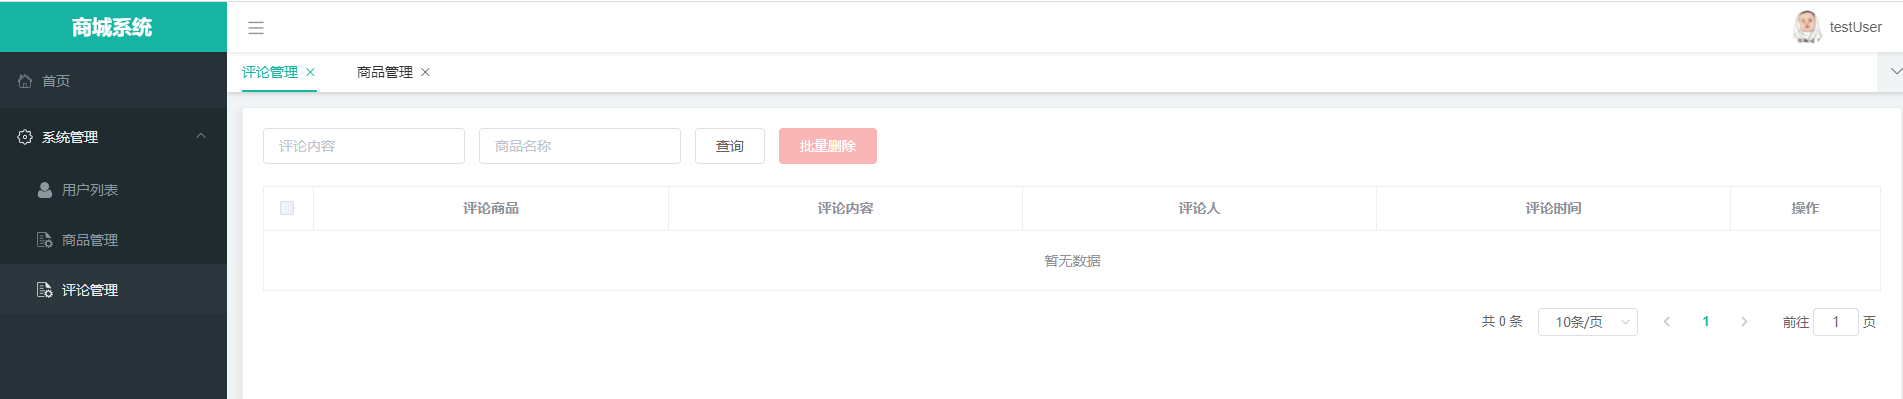 商城系统
testUser
首页
系统管理
用户列表
商品管理
评论管理
评论管理 商品管理
评论内容 商品名称 查询 批量删除
评论商品 评论内容 评论人 评论时间 操作
暂无数据
共 0 条 10条/页 1 前往 1 页